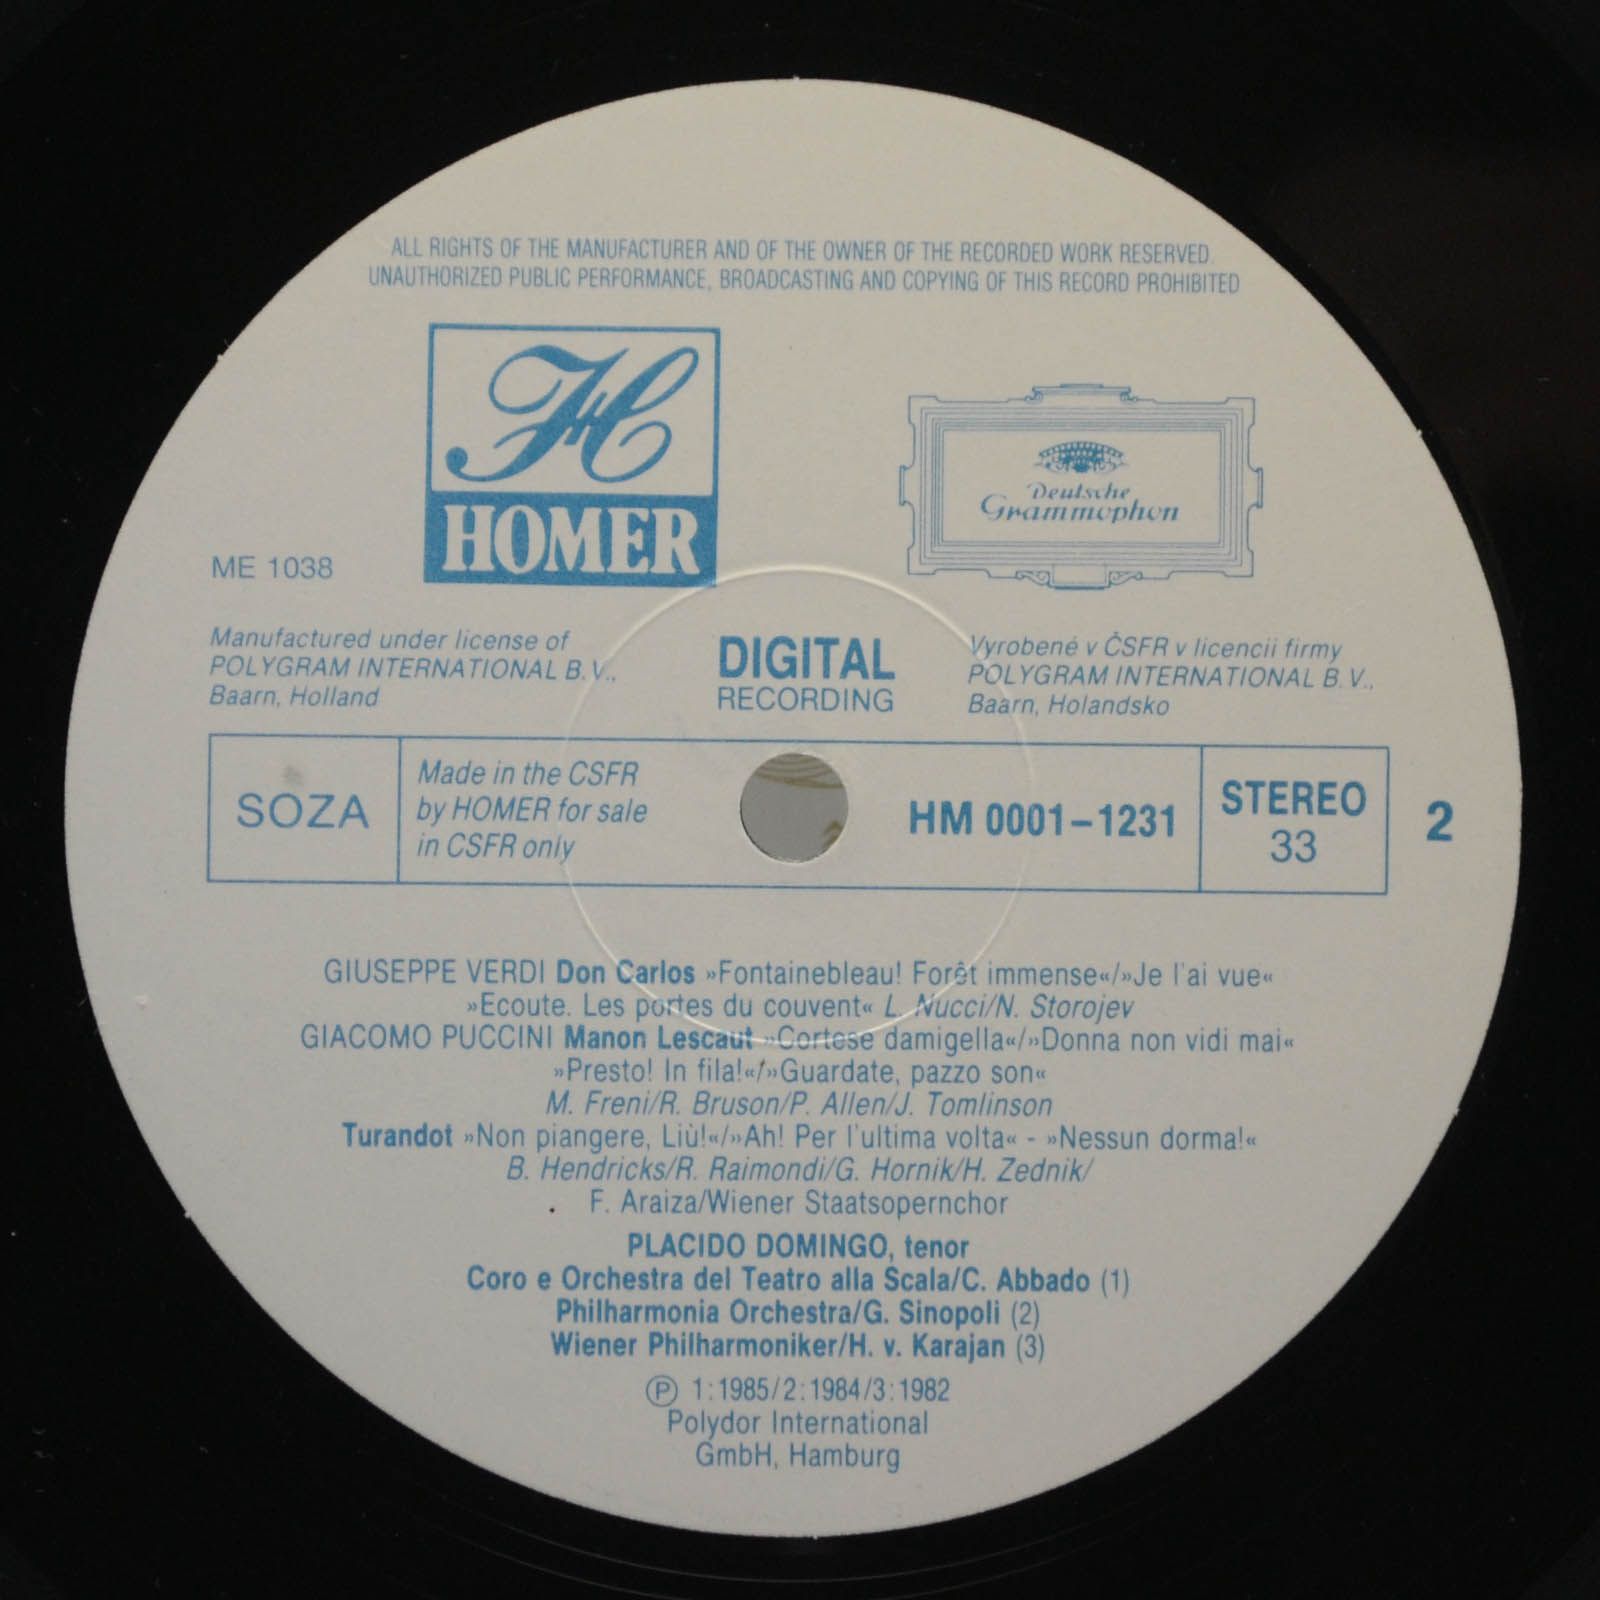 ALL RIGHTS OF THE MANUFACTURER AND OF THE OWNER OF THE RECORDED WORK RESERVED.
UNAUTHORIZED PUBLIC PERFORMANCE, BROADCASTING AND COPYING OF THIS RECORD PROHIBITED
H
HOMER
Deutsche
Grammophon
ME 1038
Manufactured under license of
POLYGRAM INTERNATIONAL B.V.,
Baarn, Holland
DIGITAL
RECORDING
Vyrobené v ČSFR v licencii firmy
POLYGRAM INTERNATIONAL B.V.,
Baarn, Holandsko
SOZA
Made in the CSFR
by HOMER for sale
in CSFR only
HM 0001-1231
STEREO
33
2
GIUSEPPE VERDI Don Carlos »Fontainebleau! Forêt immense«/»Je l'ai vue«
»Ecoute. Les portes du couvent« L. Nucci/N. Storojev
GIACOMO PUCCINI Manon Lescaut »Cortese damigella«/»Donna non vidi mai«
»Presto! In fila!«/»Guardate, pazzo son«
M. Freni/R. Bruson/P. Allen/J. Tomlinson
Turandot »Non piangere, Liù!«/»Ah! Per l'ultima volta« - »Nessun dorma!«
B. Hendricks/R. Raimondi/G. Hornik/H. Zednik/
F. Araiza/Wiener Staatsopernchor
PLACIDO DOMINGO, tenor
Coro e Orchestra del Teatro alla Scala/C. Abbado (1)
Philharmonia Orchestra/G. Sinopoli (2)
Wiener Philharmoniker/H. v. Karajan (3)
℗ 1:1985/2:1984/3:1982
Polydor International
GmbH, Hamburg